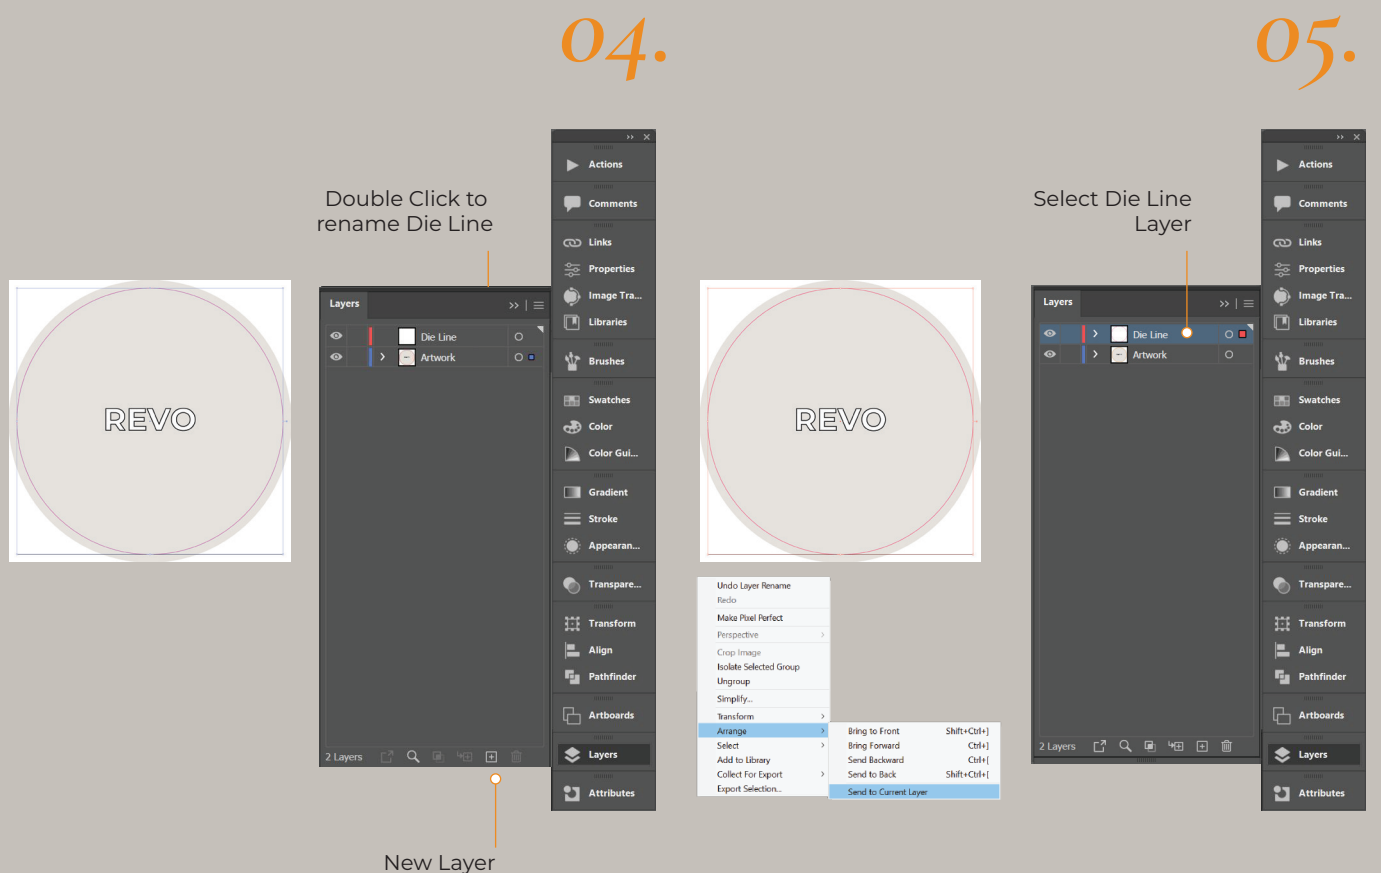 04.
Double Click to
rename Die Line
REVO
Layers
Die Line
Artwork
2 Layers
New Layer
Actions
Comments
Links
Properties
Image Tra...
Libraries
Brushes
Swatches
Color
Color Gui...
Gradient
Stroke
Appearan...
Transpare...
Transform
Align
Pathfinder
Artboards
Layers
Attributes
05.
Select Die Line
Layer
REVO
Undo Layer Rename
Redo
Make Pixel Perfect
Perspective
Crop Image
Isolate Selected Group
Ungroup
Simplify...
Transform
Arrange
Select
Add to Library
Collect For Export
Export Selection...
Bring to Front Shift+Ctrl+]
Bring Forward Ctrl+]
Send Backward Ctrl+[
Send to Back Shift+Ctrl+[
Send to Current Layer
Layers
Die Line
Artwork
2 Layers
Actions
Comments
Links
Properties
Image Tra...
Libraries
Brushes
Swatches
Color
Color Gui...
Gradient
Stroke
Appearan...
Transpare...
Transform
Align
Pathfinder
Artboards
Layers
Attributes